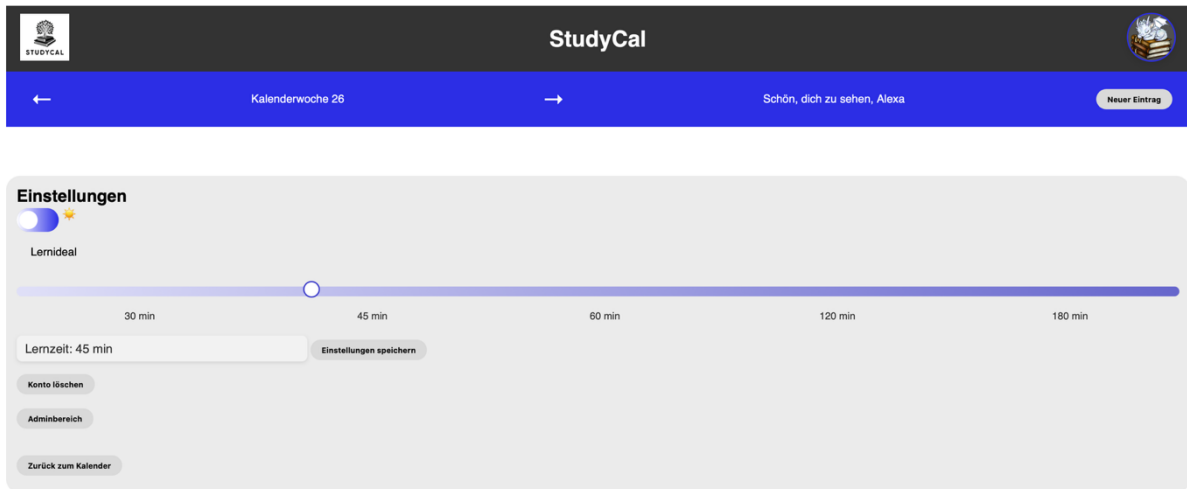 STUDYCAL
StudyCal
← Kalenderwoche 26 → Schön, dich zu sehen, Alexa Neuer Eintrag
Einstellungen
Lernideal
30 min 45 min 60 min 120 min 180 min
Lernzeit: 45 min Einstellungen speichern
Konto löschen
Adminbereich
Zurück zum Kalender